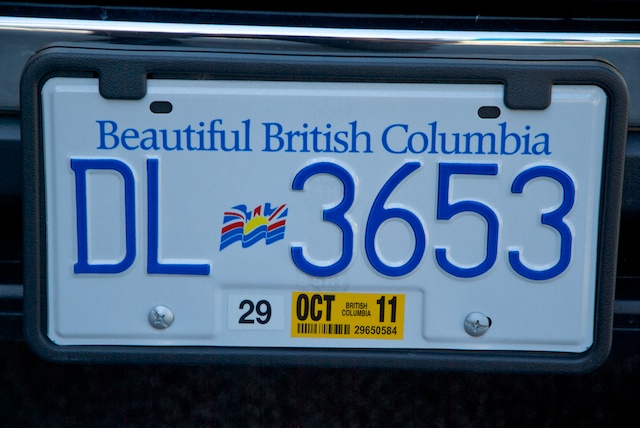 Beautiful British Columbia
DL 3653
29 OCT BRITISH COLUMBIA 11
29650584